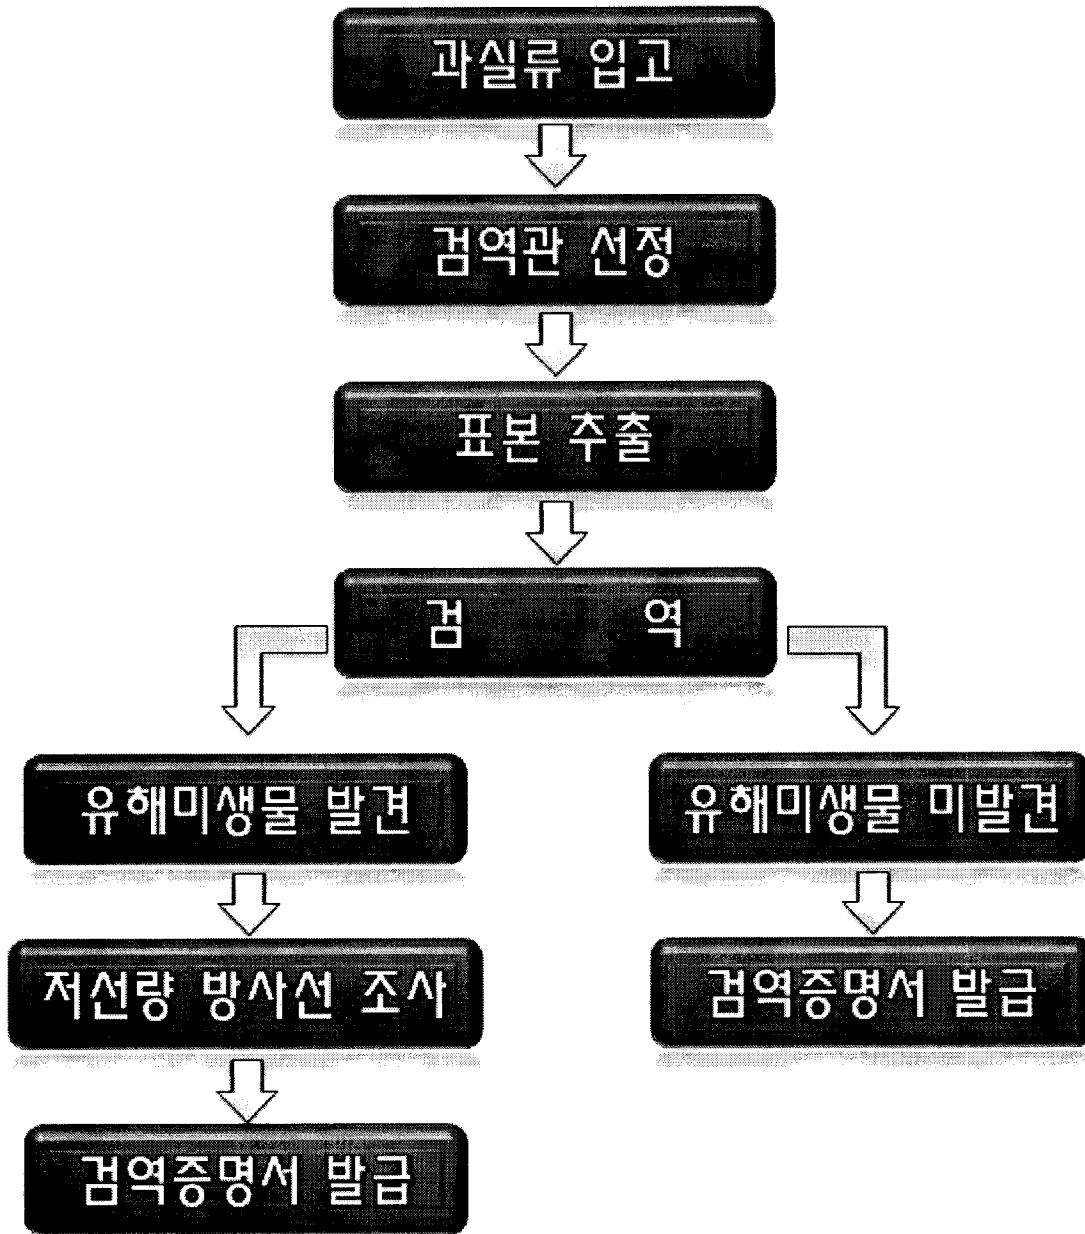 과실류 입고
검역관 선정
표본 추출
검 역
유해미생물 발견
유해미생물 미발견
저선량 방사선 조사
검역증명서 발급
검역증명서 발급